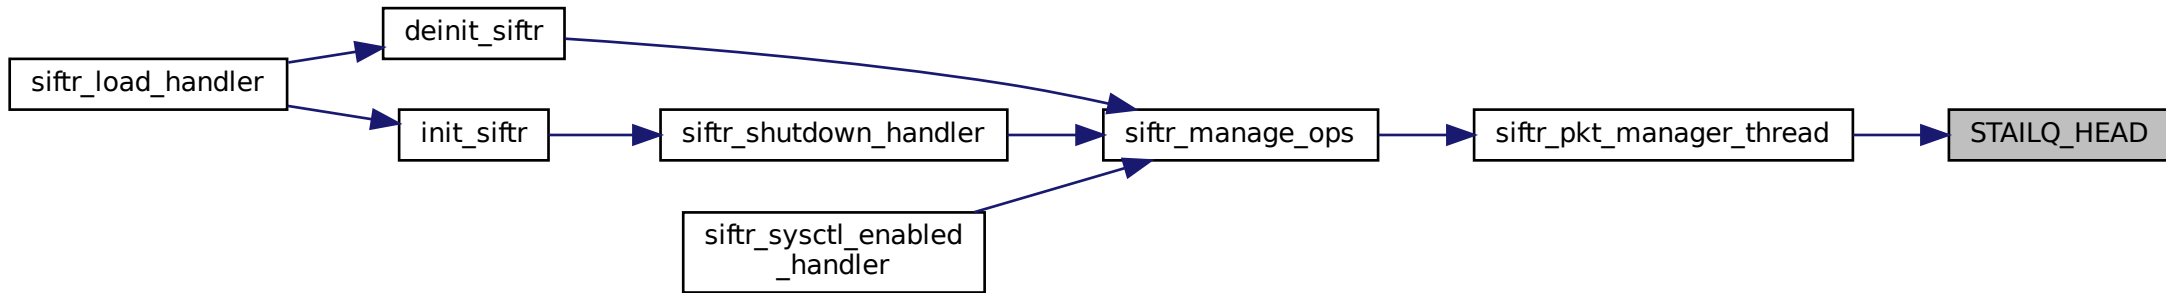 deinit_siftr
siftr_load_handler
init_siftr
siftr_shutdown_handler
siftr_manage_ops
siftr_pkt_manager_thread
STAILQ_HEAD
siftr_sysctl_enabled
_handler